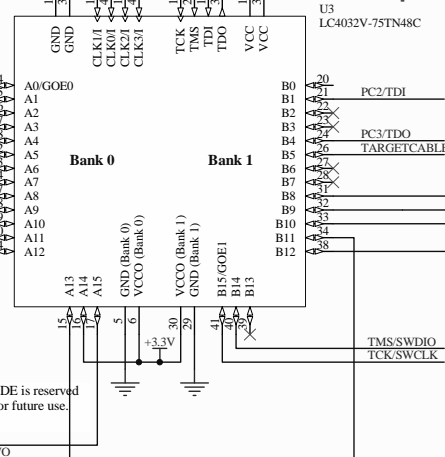 U3
LC4032V-75TN48C
GND
GND
CLK1/I
CLK0/I
CLK2/I
CLK3/I
TCK
TMS
TDI
TDO
VCC
VCC
A0/GOE0
A1
A2
A3
A4
A5
A6
A7
A8
A9
A10
A11
A12
Bank 0
Bank 1
B0 20
B1 21 PC2/TDI
B2 22
B3 23
B4 24 PC3/TDO
B5 26 TARGETCABLE
B6 27
B7 28
B8 31
B9 32
B10 33
B11 34
B12 38
A13
A14
A15
GND (Bank 0)
VCCO (Bank 0)
VCCO (Bank 1)
GND (Bank 1)
B15/GOE1
B14
B13
15
16
17
5
6
30
29
41
40
39
+3.3V
TMS/SWDIO
TCK/SWCLK
DE is reserved
or future use.